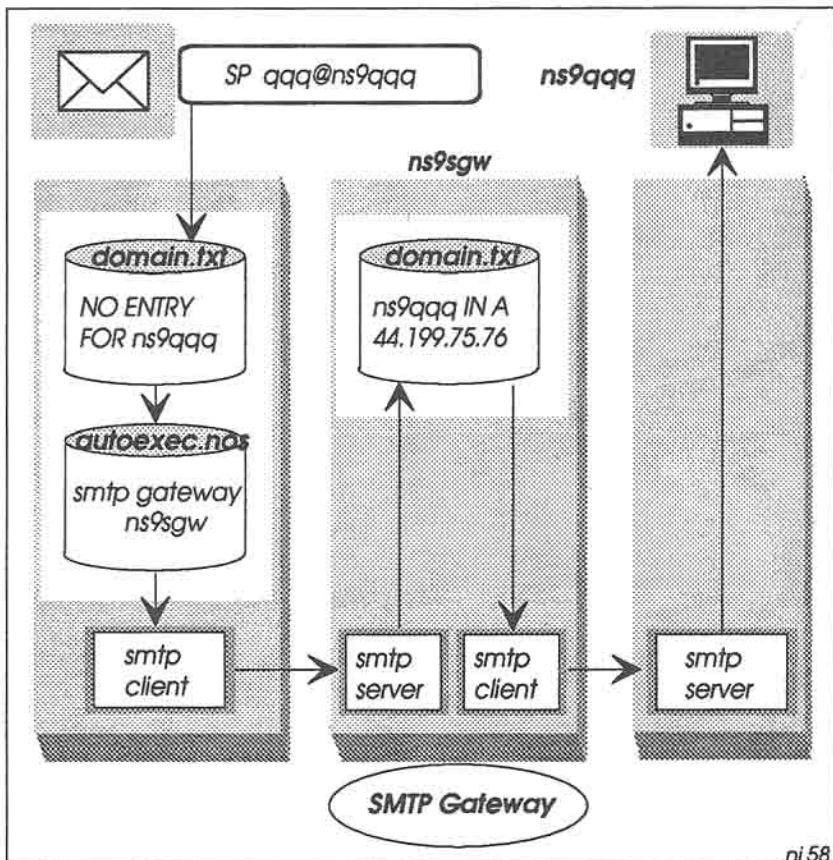 SP qqq@ns9qqq
ns9qqq
ns9sgw
domain.txt
NO ENTRY
FOR ns9qqq
autoexec.nos
smtp gateway
ns9sgw
smtp
client
domain.txt
ns9qqq IN A
44.199.75.76
smtp
server
smtp
client
smtp
server
SMTP Gateway
ni 58